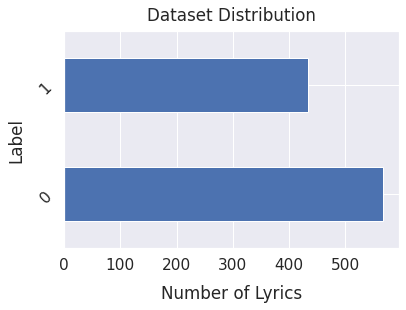 Dataset Distribution
Label
1
0
0 100 200 300 400 500
Number of Lyrics